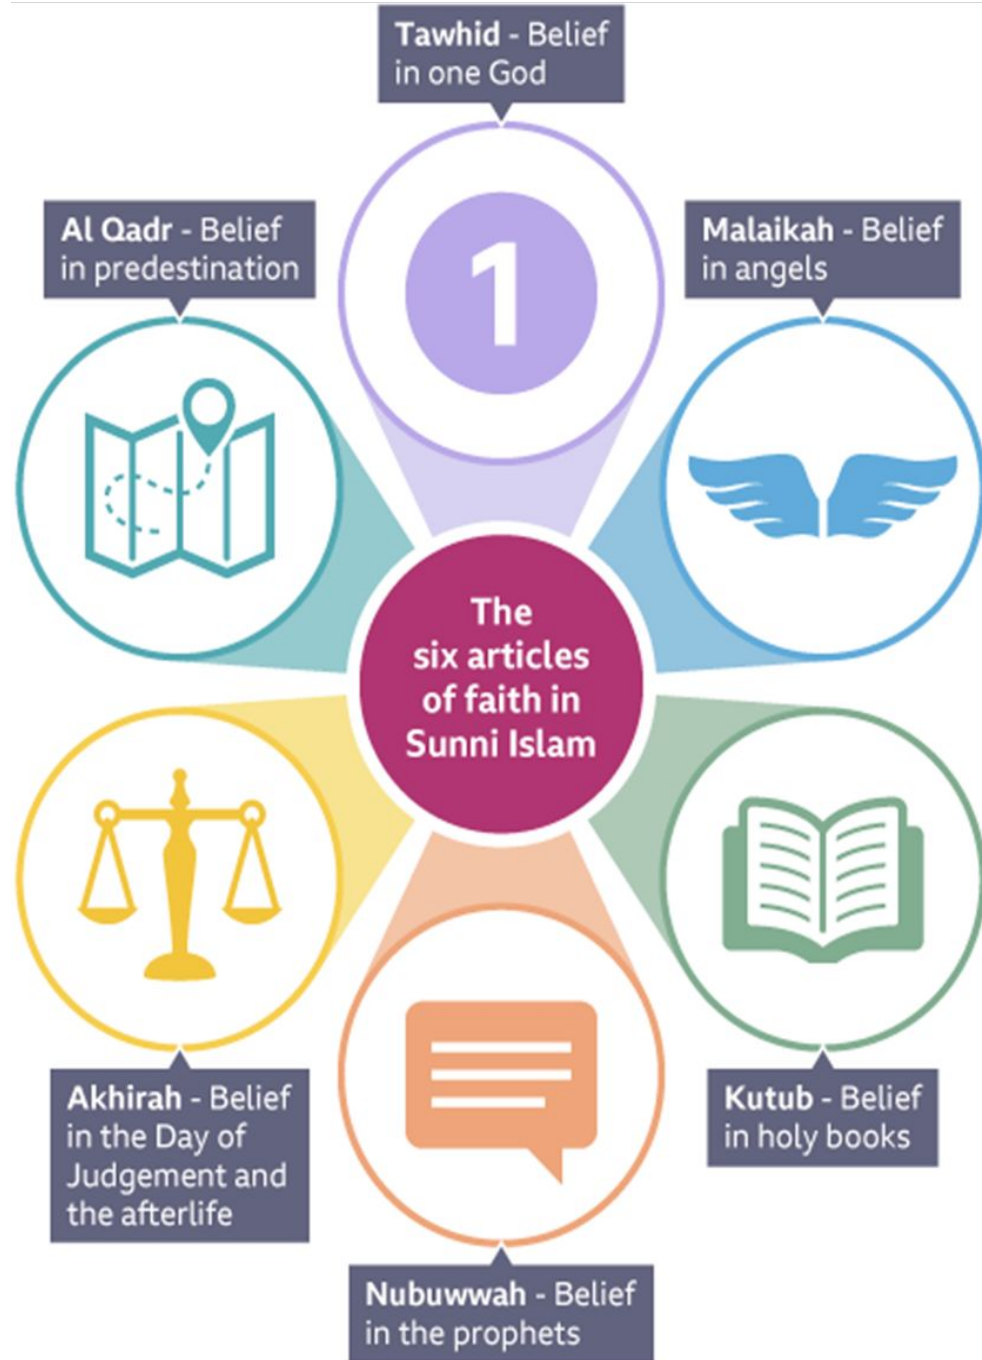 Tawhid - Belief
in one God
Al Qadr - Belief
in predestination
Malaikah - Belief
in angels
1
The
six articles
of faith in
Sunni Islam
Akhirah - Belief
in the Day of
Judgement and
the afterlife
Kutub - Belief
in holy books
Nubuwwah - Belief
in the prophets